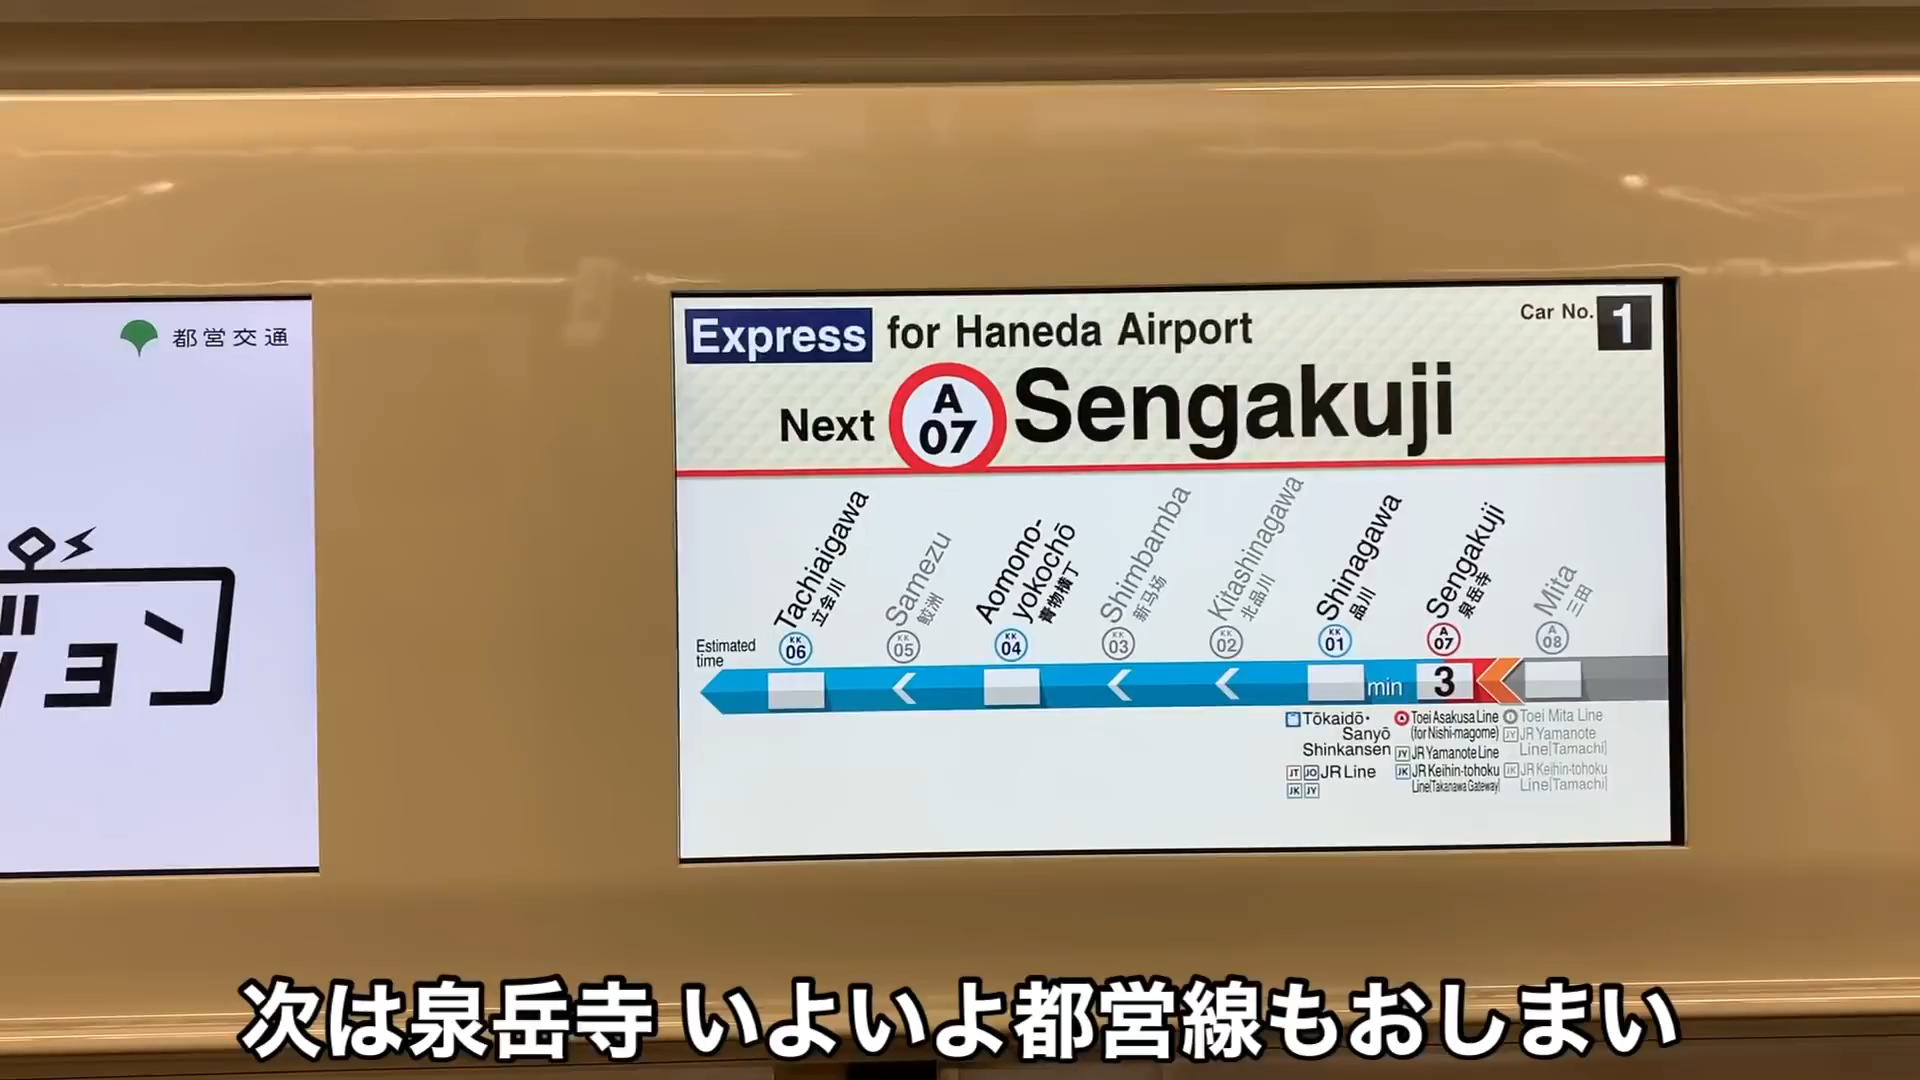 都営交通
ョン
Express for Haneda Airport
Car No. 1
Next A 07 Sengakuji
Tachiaigawa
立会川
Samezu
鲛洲
Aomono-
yokochō
青物横丁
Shimbamba
新马场
Kitashinagawa
北品川
Shinagawa
品川
Sengakuji
泉岳寺
Mita
三田
Estimated
time
KK 06
KK 05
KK 04
KK 03
KK 02
KK 01
A 07
A 08
min 3
Tōkaidō・
Sanyō
Shinkansen
JT JO JR Line
JK JY
Toei Asakusa Line
(for Nishi-magome)
JY JR Yamanote Line
JK JR Keihin-tohoku
Line[Takanawa Gateway]
I Toei Mita Line
JY JR Yamanote
Line[Tamachi]
JK JR Keihin-tohoku
Line[Tamachi]
次は泉岳寺 いよいよ都営線もおしまい